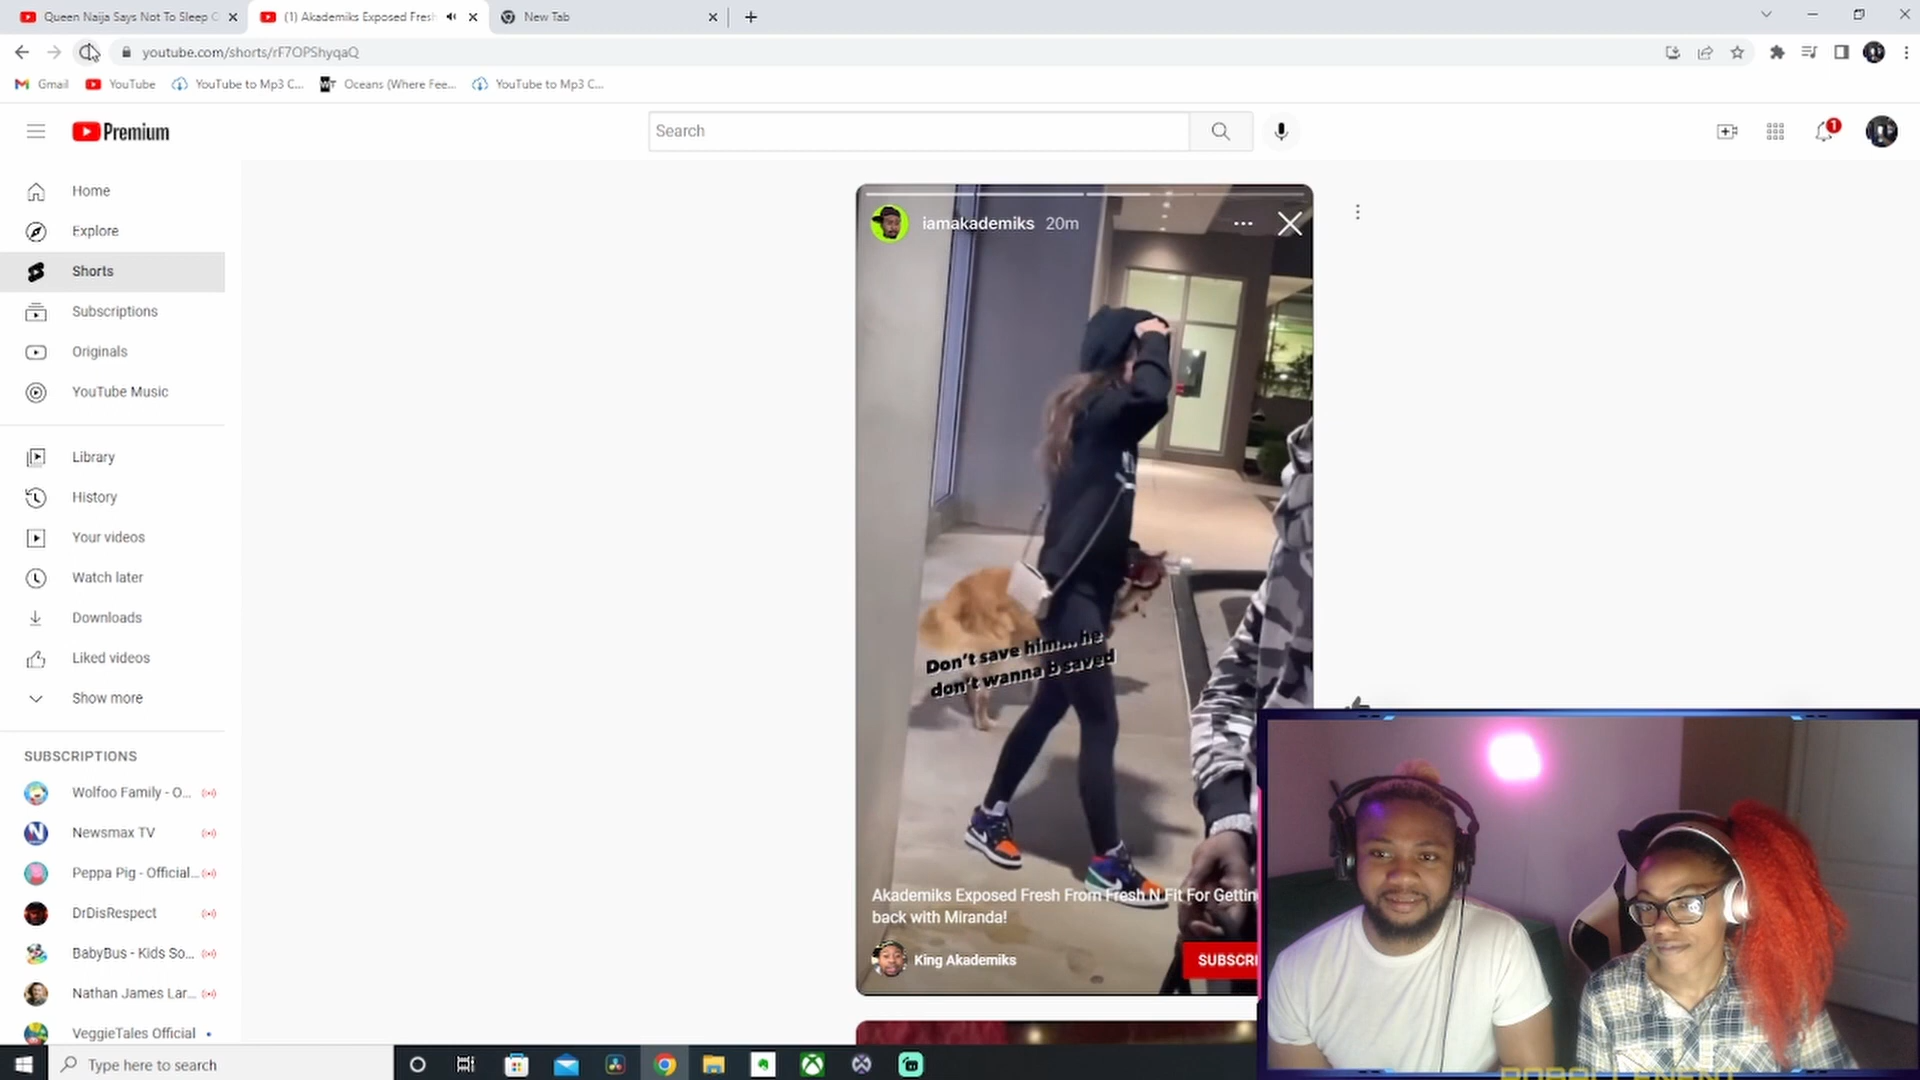 Queen Naija Says Not To Sleep
(1) Akademiks Exposed Fresh
New Tab
youtube.com/shorts/rF7OPShyqaQ
Gmail
YouTube
YouTube to Mp3 C...
Oceans (Where Fee...
YouTube to Mp3 C...
Premium
Search
1
Home
Explore
Shorts
Subscriptions
Originals
YouTube Music
Library
History
Your videos
Watch later
Downloads
Liked videos
Show more
SUBSCRIPTIONS
Wolfoo Family - O...
Newsmax TV
Peppa Pig - Official...
DrDisRespect
BabyBus - Kids So...
Nathan James Lar...
VeggieTales Official
iamakademiks 20m
Don't save him... he
don't wanna b saved
Akademiks Exposed Fresh From Fresh N Fit For Gettin
back with Miranda!
King Akademiks
SUBSCRI
Type here to search